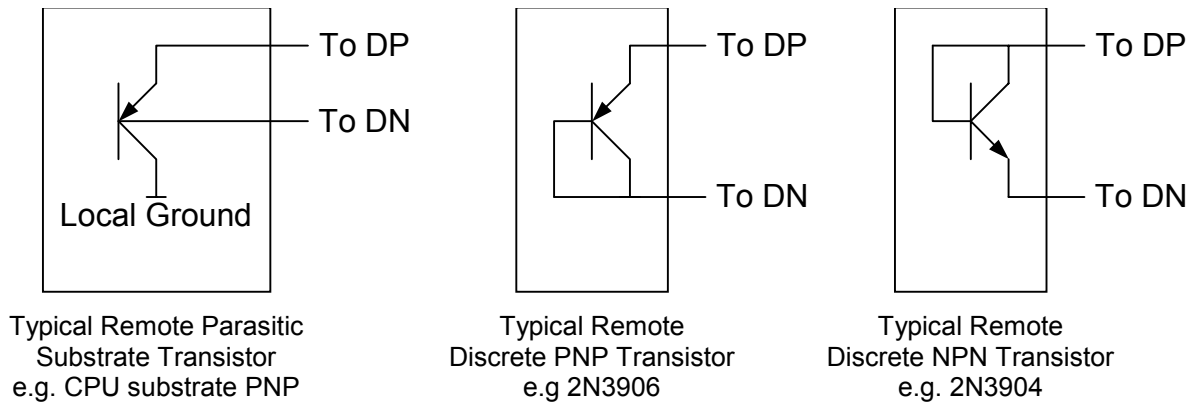 To DP
To DN
Local Ground
Typical Remote Parasitic
Substrate Transistor
e.g. CPU substrate PNP
To DP
To DN
Typical Remote
Discrete PNP Transistor
e.g 2N3906
To DP
To DN
Typical Remote
Discrete NPN Transistor
e.g. 2N3904